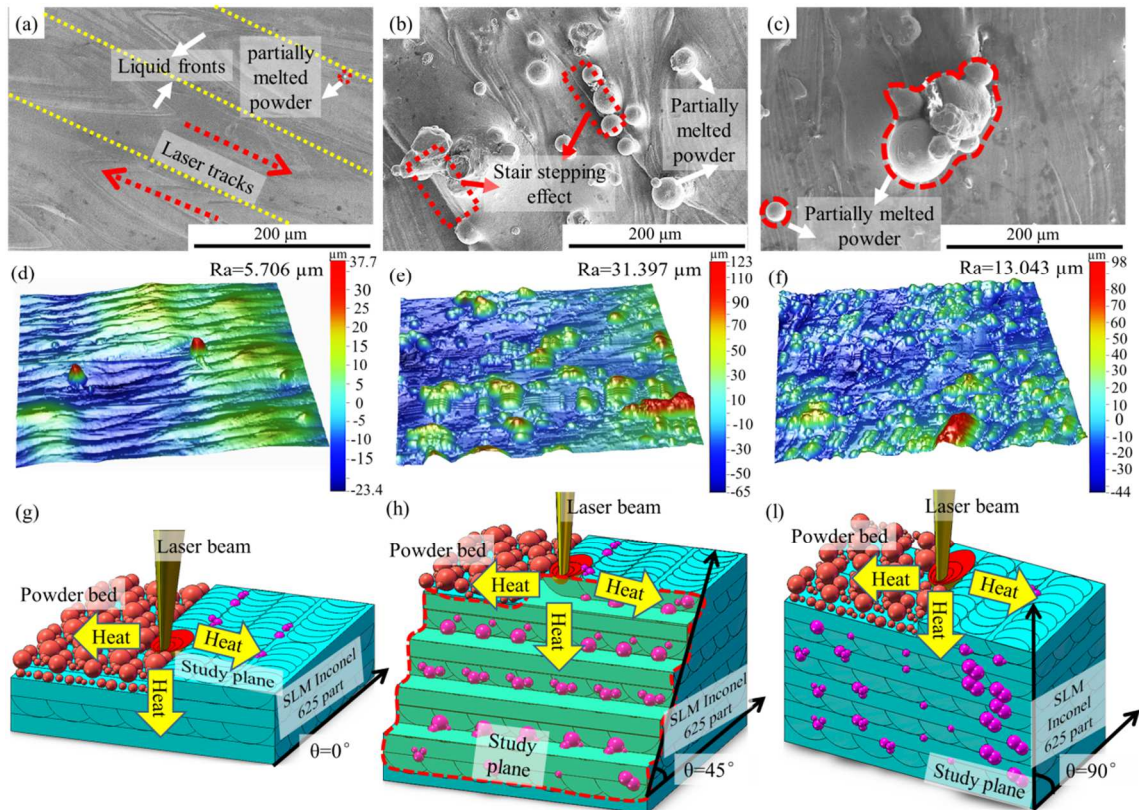 (a)
Liquid fronts
partially
melted
powder
Laser tracks
200 μm
(b)
Partially
melted
powder
Stair stepping
effect
200 μm
(c)
Partially melted
powder
200 μm
(d)
Ra=5.706 μm
μm
37.7
30
25
20
15
10
5
0
-5
-10
-15
-23.4
(e)
Ra=31.397 μm
μm
123
110
90
70
50
30
10
-10
-30
-50
-65
(f)
Ra=13.043 μm
μm
98
80
70
60
50
40
30
20
10
0
-10
-20
-30
-44
(g)
Laser beam
Powder bed
Heat
Heat
Heat
Study plane
SLM Inconel
625 part
θ=0°
(h)
Laser beam
Powder bed
Heat
Heat
Heat
Study
plane
SLM Inconel
625 part
θ=45°
(l)
Laser beam
Powder bed
Heat
Heat
Heat
SLM
Inconel
625 part
Study plane
θ=90°